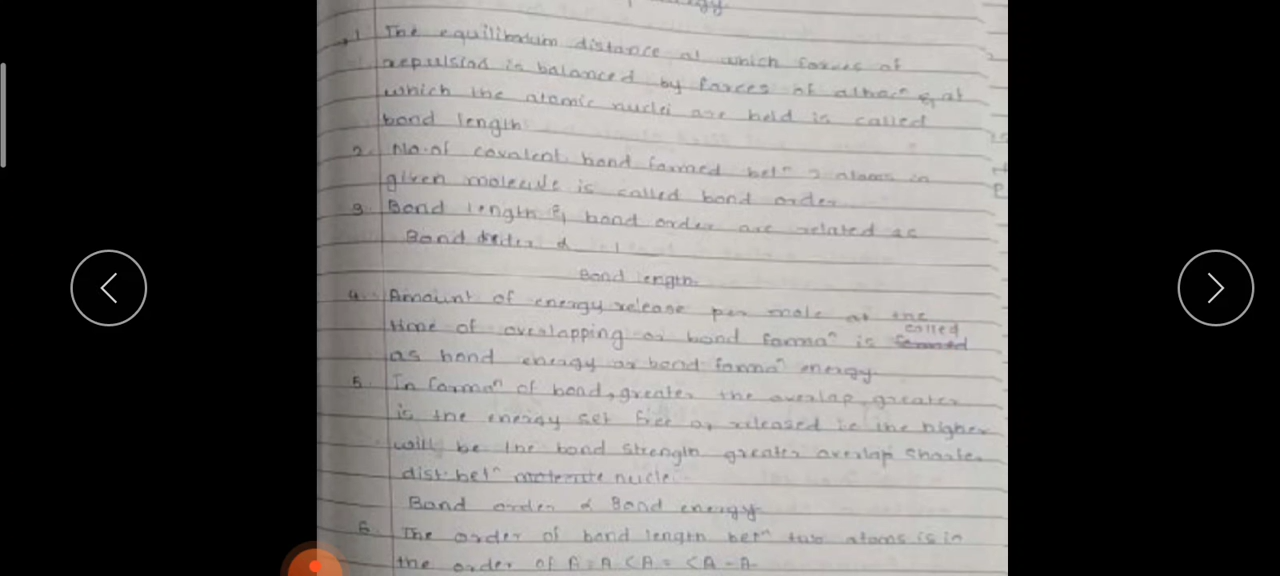 1. The equilibrium distance at which forces of
repulsion is balanced by forces of attracⁿ & at
which the atomic nuclei are held is called
bond length
2. No. of covalent bond formed betⁿ 2 atoms in
given molecule is called bond order
3. Bond length & bond order are related as
Bond order α 1
Bond length
4. Amount of energy release per mole at the
time of overlapping or bond formaⁿ is called
as bond energy or bond formaⁿ energy
5. In formaⁿ of bond, greater the overlap, greater
is the energy set free or released ie the higher
will be the bond strength greater overlap shorter
dist. betⁿ nuclei
Bond order α Bond energy
6. The order of bond length betⁿ two atoms is in
the order of